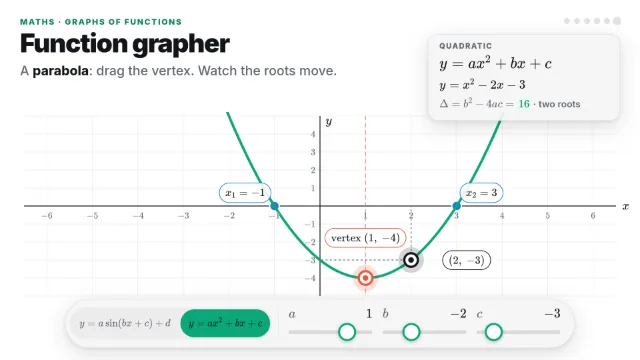 MATHS · GRAPHS OF FUNCTIONS
Function grapher
A parabola: drag the vertex. Watch the roots move.
QUADRATIC
y = ax² + bx + c
y = x² − 2x − 3
Δ = b² − 4ac = 16 · two roots
y
4
3
2
1
x₁ = −1
x₂ = 3
x
−6 −5 −4 −3 −2 −1 1 2 3 4 5 6
−1
−2
vertex (1, −4)
−3
(2, −3)
−4
y = a sin(bx + c) + d
y = ax² + bx + c
a 1
b −2
c −3